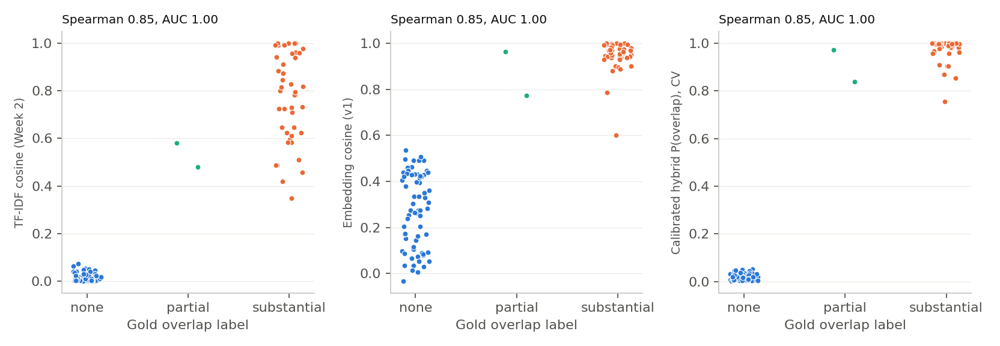 Spearman 0.85, AUC 1.00
TF-IDF cosine (Week 2)
1.0
0.8
0.6
0.4
0.2
0.0
none partial substantial
Gold overlap label
Spearman 0.85, AUC 1.00
Embedding cosine (v1)
1.0
0.8
0.6
0.4
0.2
0.0
none partial substantial
Gold overlap label
Spearman 0.85, AUC 1.00
Calibrated hybrid P(overlap), CV
1.0
0.8
0.6
0.4
0.2
0.0
none partial substantial
Gold overlap label